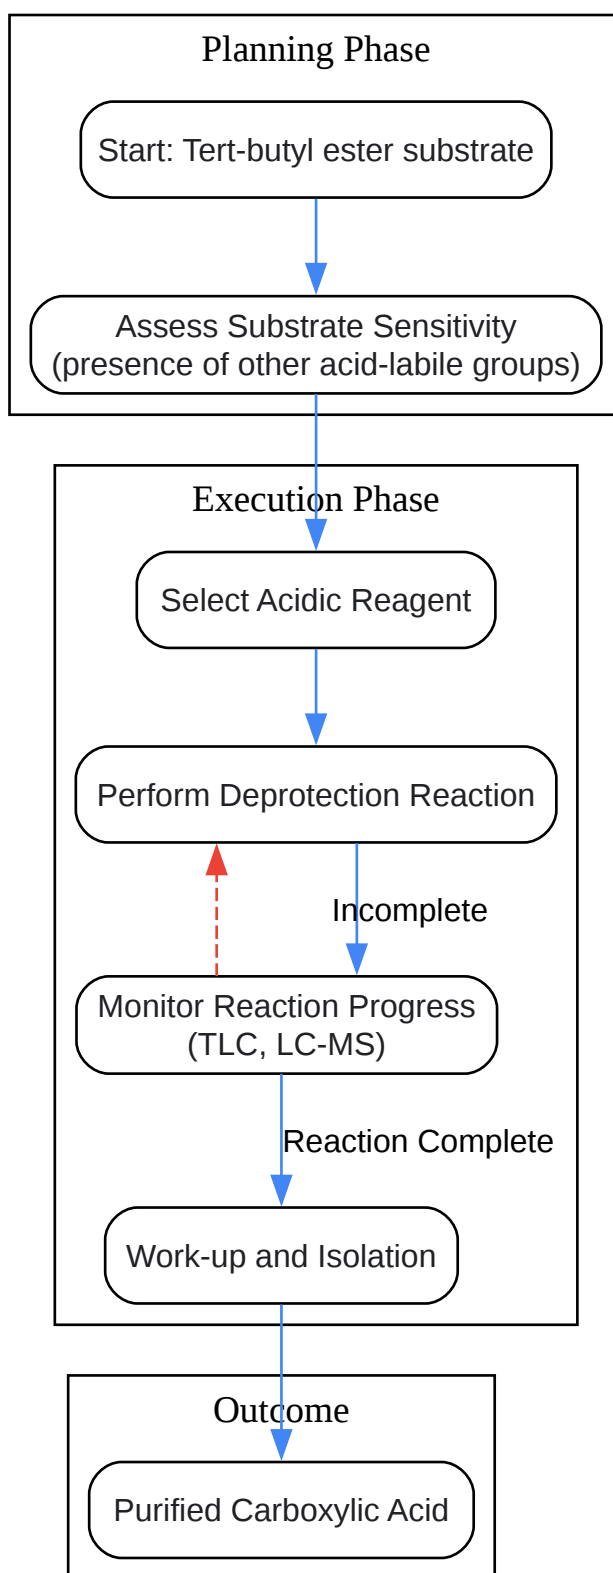 Planning Phase
Start: Tert-butyl ester substrate
Assess Substrate Sensitivity
(presence of other acid-labile groups)
Execution Phase
Select Acidic Reagent
Perform Deprotection Reaction
Incomplete
Monitor Reaction Progress
(TLC, LC-MS)
Reaction Complete
Work-up and Isolation
Outcome
Purified Carboxylic Acid